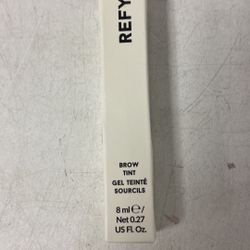 REFY
BROW
TINT
GEL TEINTÉ
SOURCILS
8 ml ℮ /
Net 0.27
US Fl. Oz.